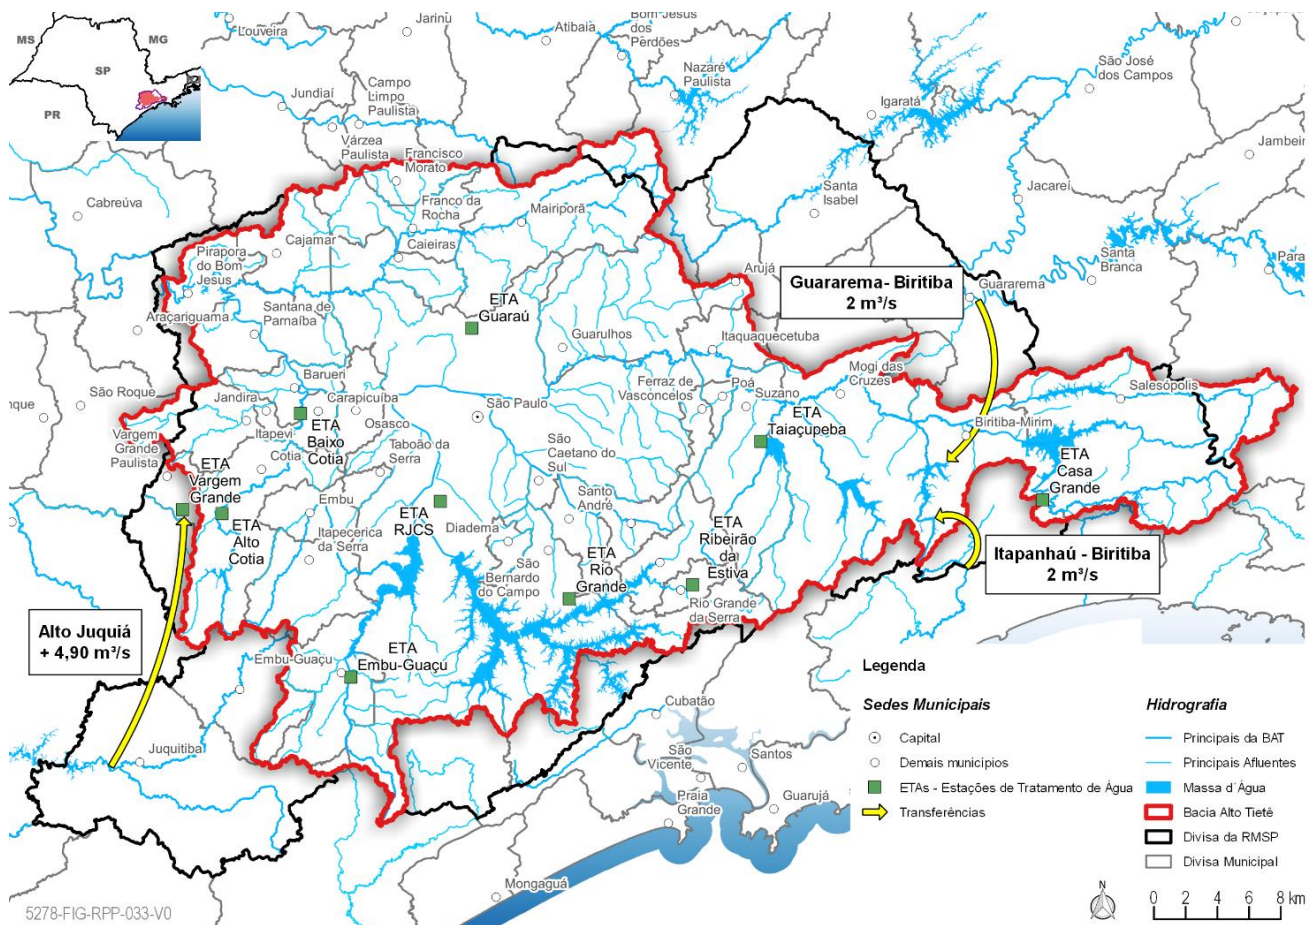 MS
MG
SP
PR
Louveira
Jarinu
Atibaia
Bom Jesus
dos
Perdões
Nazaré
Paulista
São José
dos Campos
Igaratá
Jundiaí
Campo
Limpo
Paulista
Várzea
Paulista
Francisco
Morato
Jambeir
Cabreúva
Santa
Isabel
Jacareí
Franco da
Rocha
Mairiporã
Cajamar
Caieiras
Pirapora
do Bom
Jesus
Santa
Branca
Para
Arujá
Guararema- Biritiba
2 m³/s
Guararema
Araçariguama
Santana de
Parnaíba
ETA
Guaraú
Guarulhos
Itaquaquecetuba
Mogi das
Cruzes
São Roque
nque
Barueri
Jandira
Carapicuíba
Osasco
Ferraz de
Vasconcelos
Poá
Suzano
Salesópolis
São Paulo
ETA
Baixo
Cotia
Itapevi
Cotia
Taboão da
Serra
ETA
Taiaçupeba
Biritiba-Mirim
Vargem
Grande
Paulista
ETA
Vargem
Grande
São
Caetano do
Sul
ETA
Casa
Grande
Embu
Santo
André
ETA
Alto
Cotia
Itapecerica
da Serra
ETA
RJCS
Diadema
ETA
Ribeirão
da
Estiva
Itapanhaú - Biritiba
2 m³/s
São
Bernardo
do Campo
ETA
Rio
Grande
Rio Grande
da Serra
Alto Juquiá
+ 4,90 m³/s
Embu-Guaçu
ETA
Embu-Guaçu
Juquitiba
Cubatão
São
Vicente
Santos
Praia
Grande
Guarujá
Mongaguá
Legenda
Sedes Municipais
Capital
Demais municipios
ETAs - Estações de Tratamento de Água
Transferências
Hidrografia
Principais da BAT
Principais Afluentes
Massa d´Água
Bacia Alto Tietê
Divisa da RMSP
Divisa Municipal
N
0 2 4 8 km
5278-FIG-RPP-033-V0